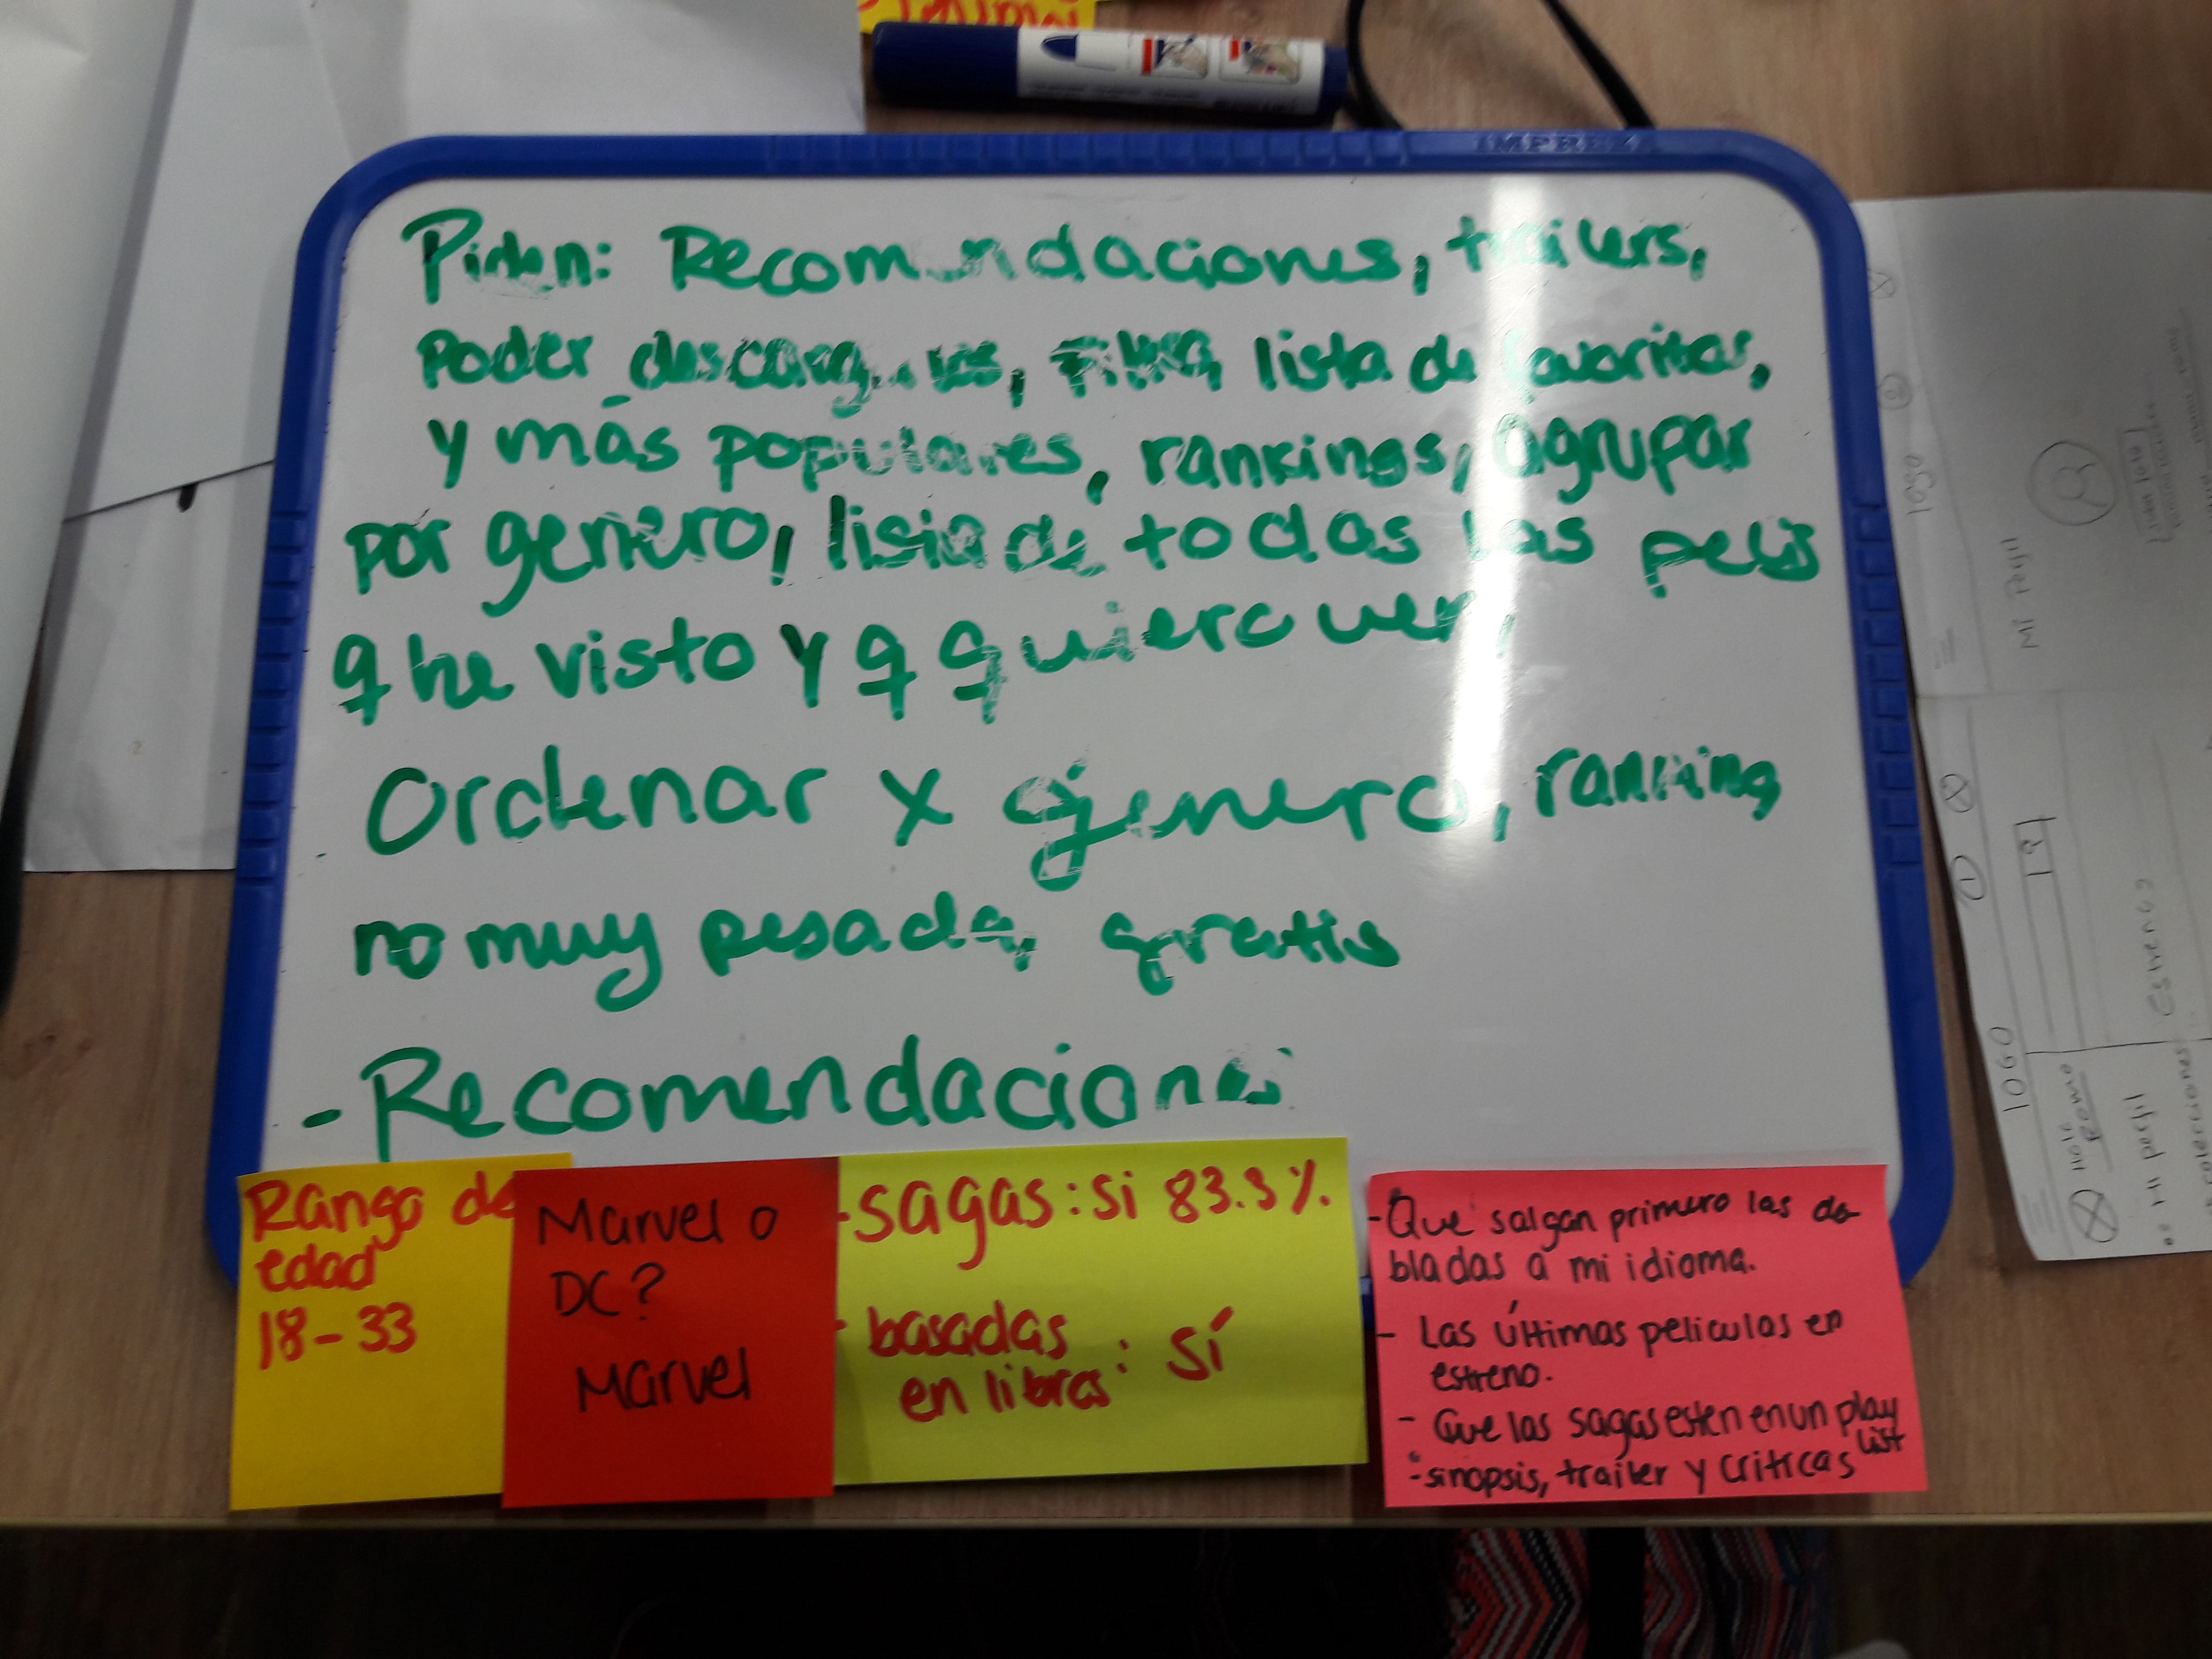 IMPREZ
Piden: Recomendaciones, trailers,
Poder descargarlas, lista de favoritas,
y más populares, rankings, agrupar
por genero, lista de todas las pelis
q he visto y q quiero ver,
Ordenar x genero, ranking
no muy pesada, gratis
- Recomendaciones
Rango de
edad
18-33
Marvel o
DC?
Marvel
-sagas: si 83.3%.
- basadas
en libros: sí
-Que salgan primero las do
bladas a mi idioma.
- Las últimas peliculas en
estreno.
- Que las sagas esten en un play
list
-sinopsis, trailer y criticas
logo
Mi perfil
LOGO
Hola
Romo
Mi perfil
Estrenos